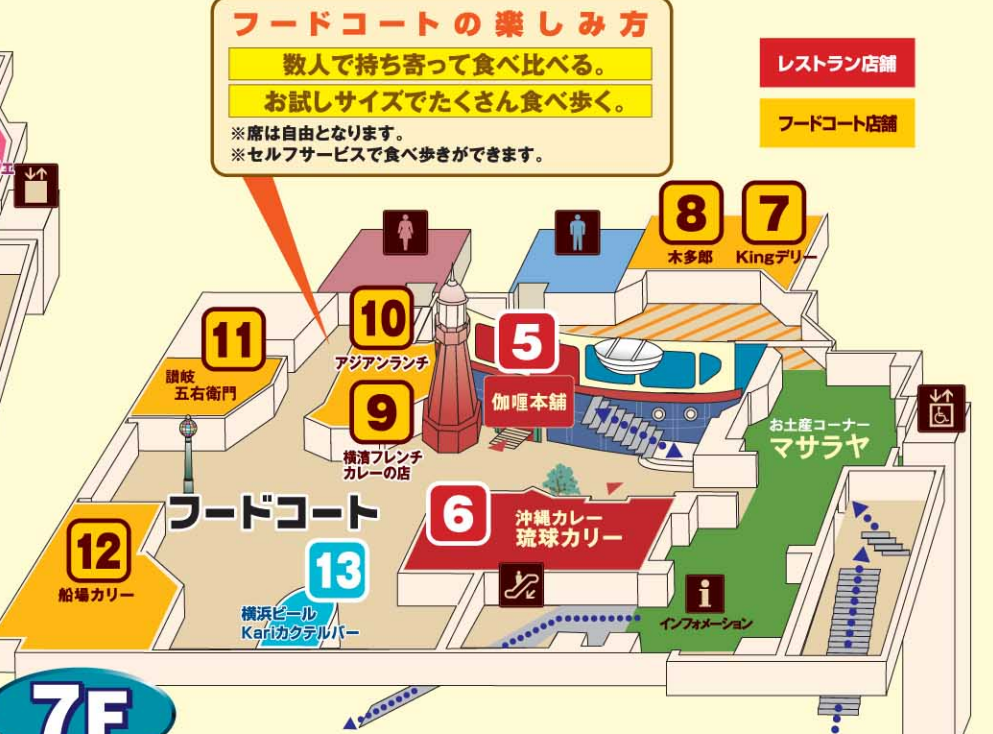 フードコートの楽しみ方
数人で持ち寄って食べ比べる。
お試しサイズでたくさん食べ歩く。
※席は自由となります。
※セルフサービスで食べ歩きができます。
レストラン店舗
フードコート店舗
エ
8
木多郎
7
Kingデリー
11
讃岐
五右衛門
10
アジアンランチ
9
横濱フレンチ
カレーの店
5
伽哩本舗
お土産コーナー
マサラヤ
フードコート
6
沖縄カレー
琉球カリー
12
船場カリー
13
横浜ビール
Kariカクテルバー
i
インフォメーション
7F